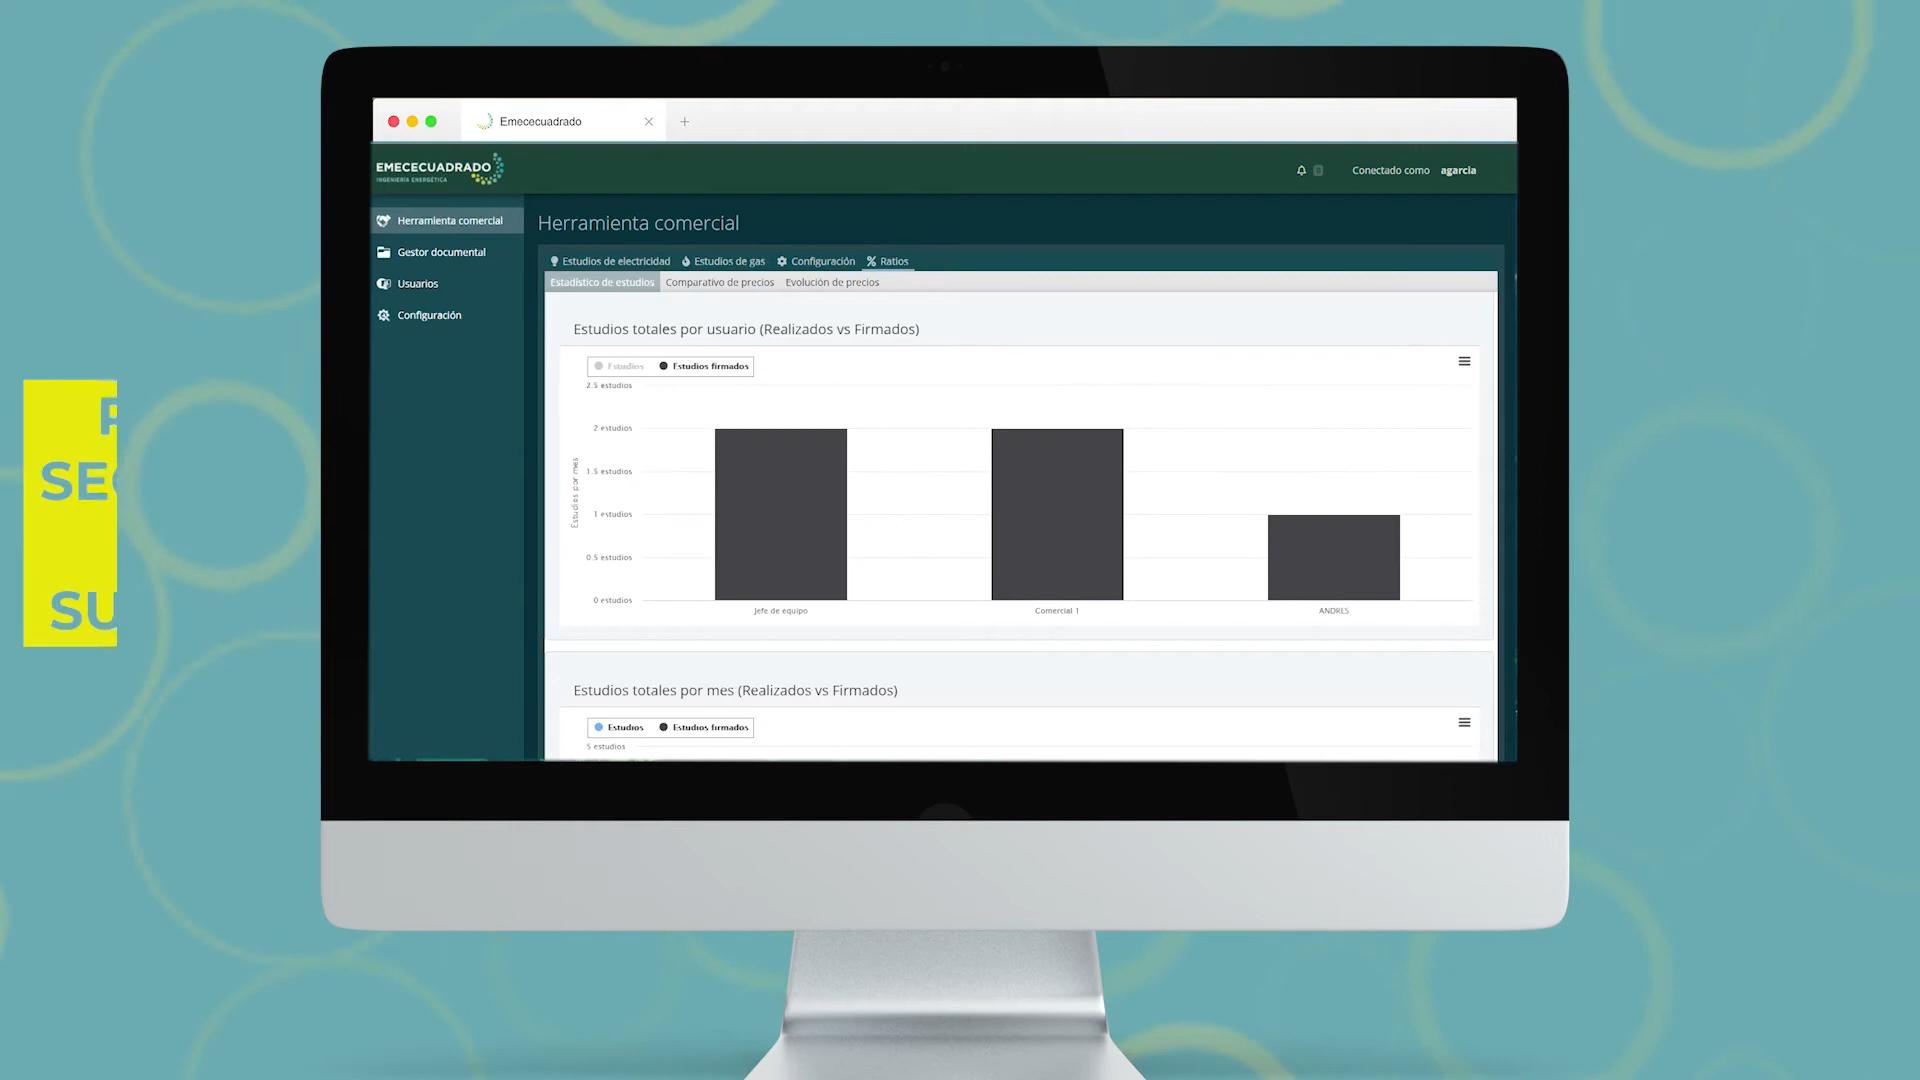 Emececuadrado
EMECECUADRADO
INGENIERÍA ENERGÉTICA
Conectado como agarcia
Herramienta comercial
Gestor documental
Usuarios
Configuración
Herramienta comercial
Estudios de electricidad Estudios de gas Configuración Ratios
Estadístico de estudios Comparativo de precios Evolución de precios
Estudios totales por usuario (Realizados vs Firmados)
Estudios Estudios firmados
2.5 estudios
2 estudios
1.5 estudios
1 estudios
0.5 estudios
0 estudios
Estudios por mes
Jefe de equipo Comercial 1 ANDRES
Estudios totales por mes (Realizados vs Firmados)
Estudios Estudios firmados
5 estudios
SE
SU